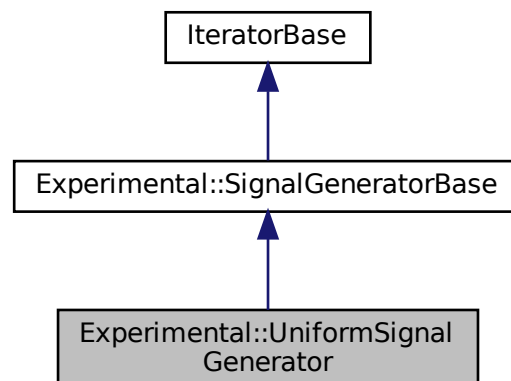 IteratorBase
Experimental::SignalGeneratorBase
Experimental::UniformSignal
Generator